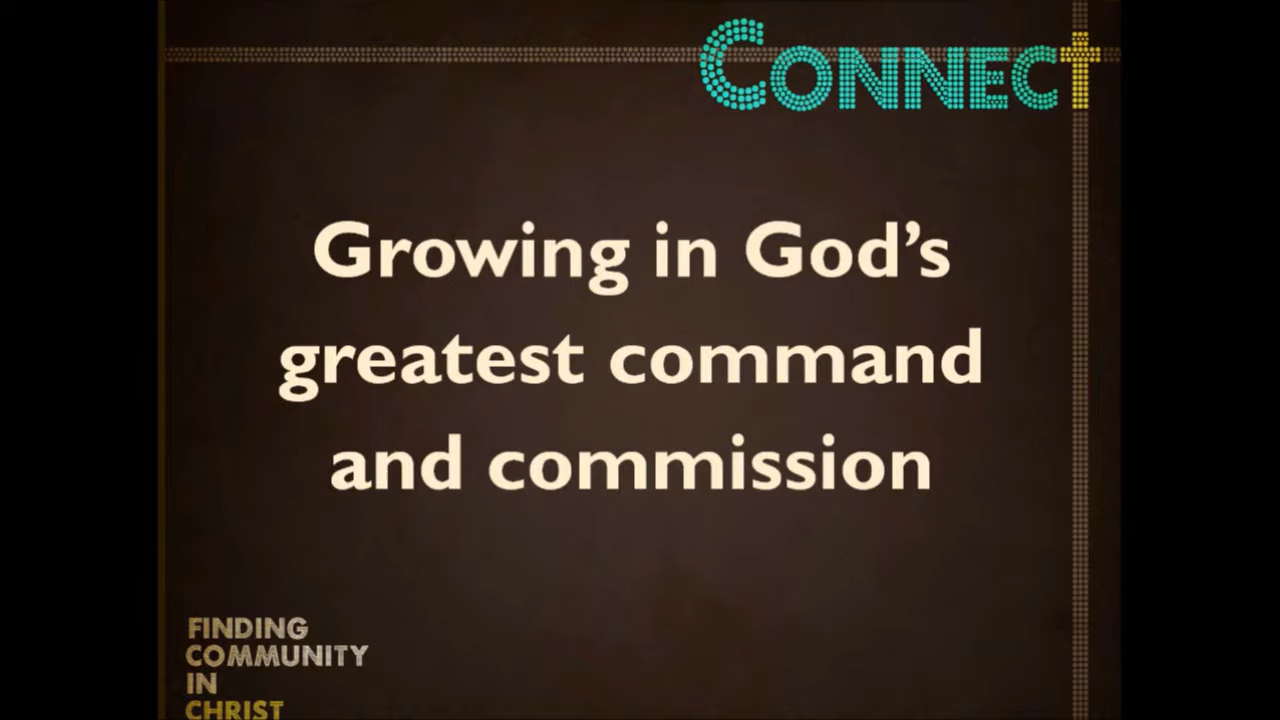 CONNECt
Growing in God’s
greatest command
and commission
FINDING
COMMUNITY
IN
CHRIST